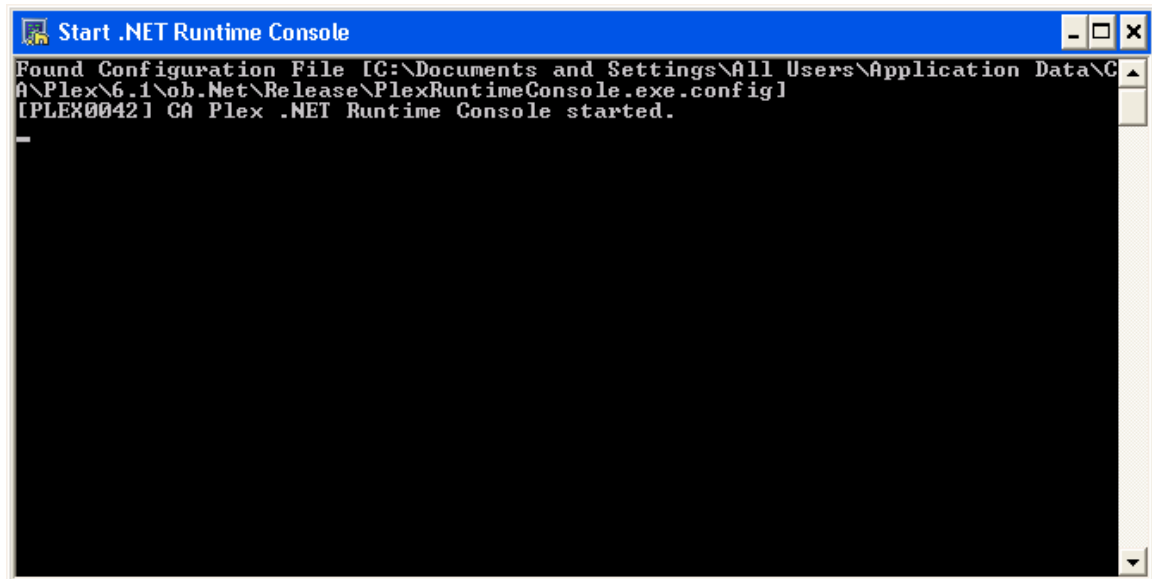 Start .NET Runtime Console
Found Configuration File [C:\Documents and Settings\All Users\Application Data\C
A\Plex\6.1\ob.Net\Release\PlexRuntimeConsole.exe.config]
[PLEX0042] CA Plex .NET Runtime Console started.